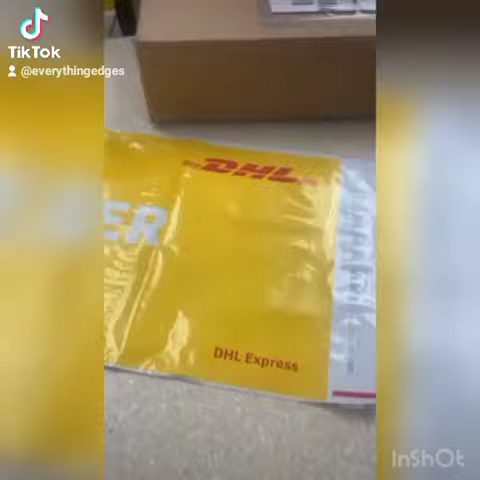 TikTok
@everythingedges
DHL
ER
DHL Express
InShOt